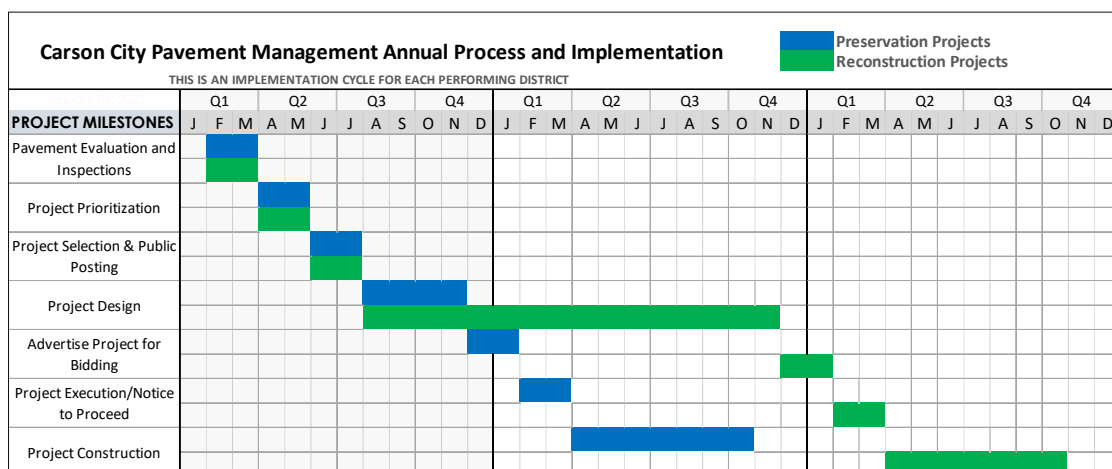 Carson City Pavement Management Annual Process and Implementation
THIS IS AN IMPLEMENTATION CYCLE FOR EACH PERFORMING DISTRICT
Preservation Projects
Reconstruction Projects
Q1 Q2 Q3 Q4 Q1 Q2 Q3 Q4 Q1 Q2 Q3 Q4
PROJECT MILESTONES J F M A M J J A S O N D J F M A M J J A S O N D J F M A M J J A S O N D
Pavement Evaluation and
Inspections
Project Prioritization
Project Selection & Public
Posting
Project Design
Advertise Project for
Bidding
Project Execution/Notice
to Proceed
Project Construction